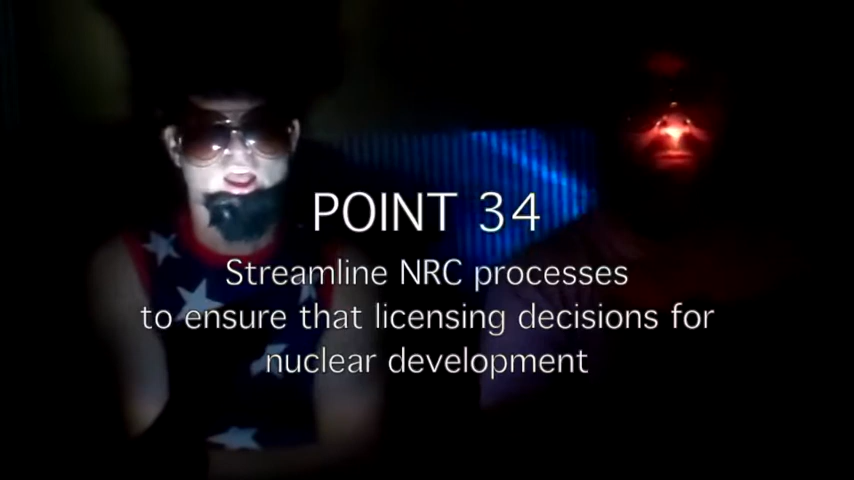 POINT 34
Streamline NRC processes
to ensure that licensing decisions for
nuclear development